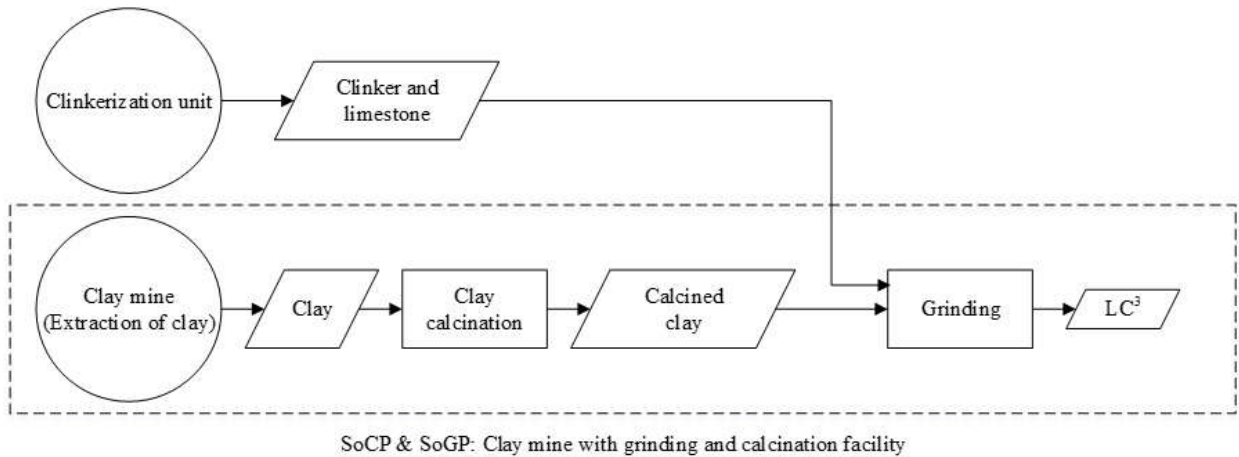 Clinkerization unit
Clinker and
limestone
Clay mine
(Extraction of clay)
Clay
Clay
calcination
Calcined
clay
Grinding
LC³
SoCP & SoGP: Clay mine with grinding and calcination facility